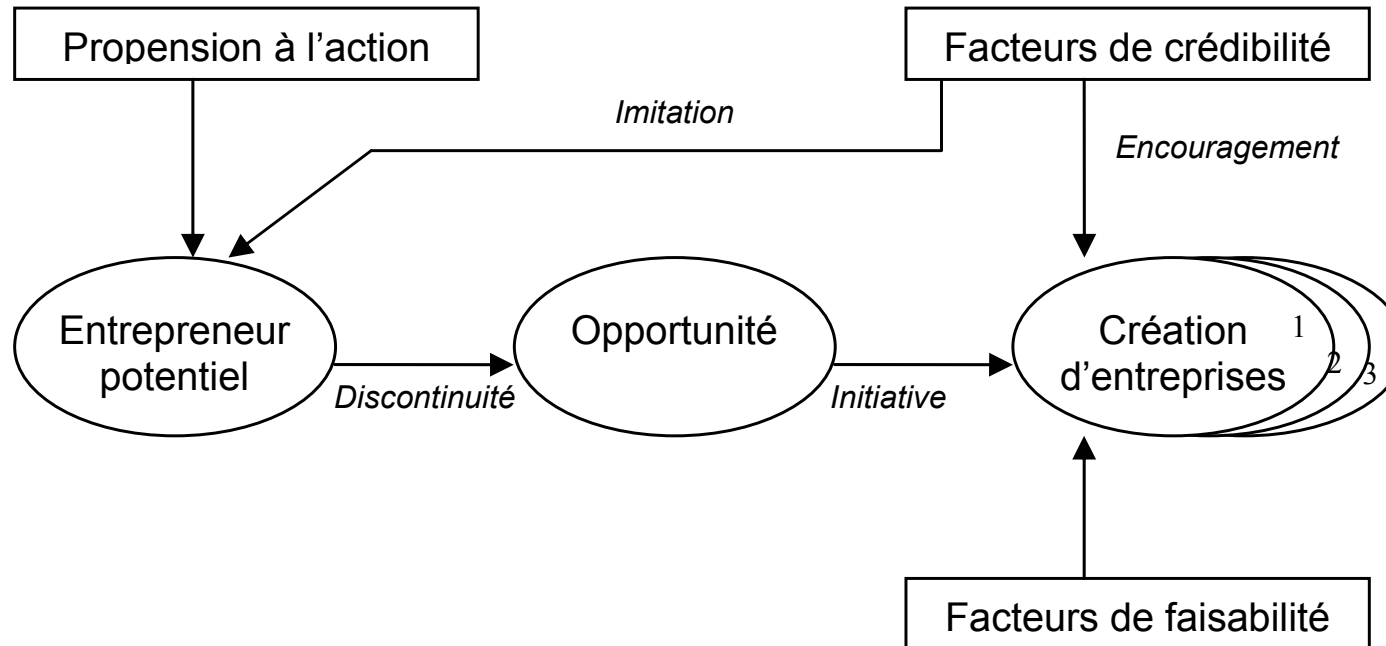 Propension à l’action
Facteurs de crédibilité
Imitation
Encouragement
Entrepreneur
potentiel
Opportunité
Création
d’entreprises
1
2
3
Discontinuité
Initiative
Facteurs de faisabilité